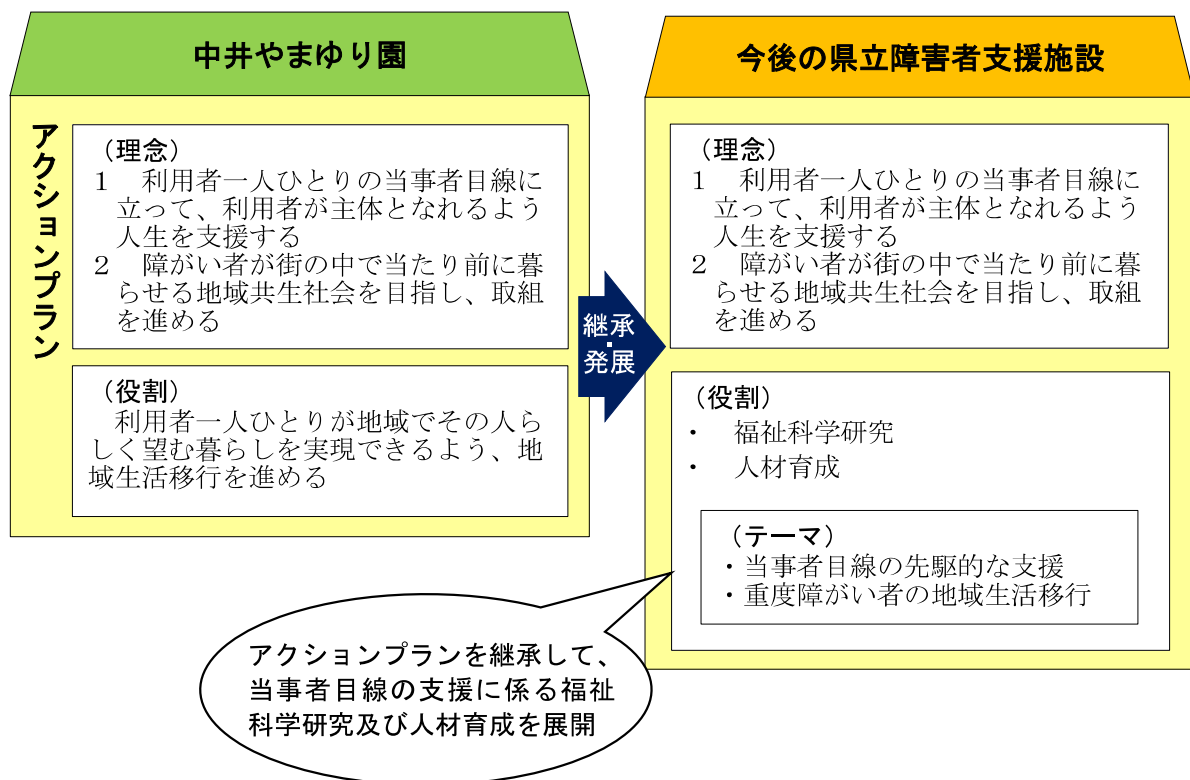 中井やまゆり園
アクションプラン
（理念）
１　利用者一人ひとりの当事者目線に
立って、利用者が主体となれるよう
人生を支援する
２　障がい者が街の中で当たり前に暮
らせる地域共生社会を目指し、取組
を進める
（役割）
利用者一人ひとりが地域でその人ら
しく望む暮らしを実現できるよう、地
域生活移行を進める
継承
・
発展
今後の県立障害者支援施設
（理念）
１　利用者一人ひとりの当事者目線に
立って、利用者が主体となれるよう
人生を支援する
２　障がい者が街の中で当たり前に暮
らせる地域共生社会を目指し、取組
を進める
（役割）
・　福祉科学研究
・　人材育成
（テーマ）
・当事者目線の先駆的な支援
・重度障がい者の地域生活移行
アクションプランを継承して、
当事者目線の支援に係る福祉
科学研究及び人材育成を展開